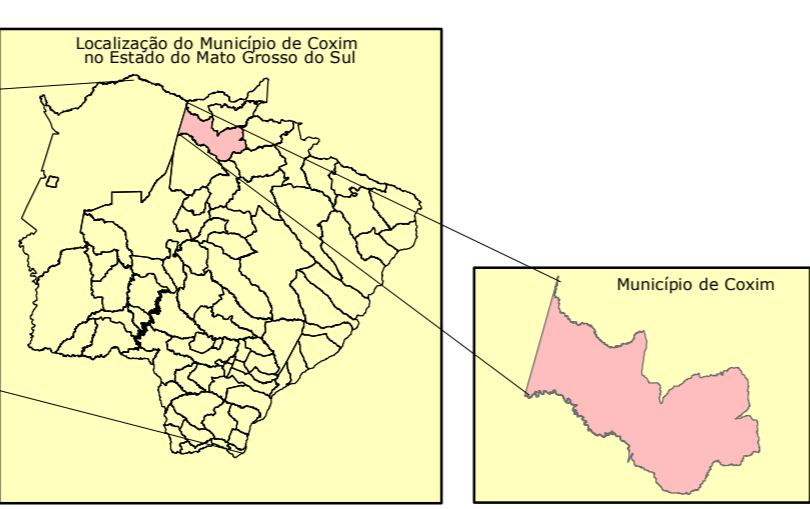 Localização do Município de Coxim
no Estado do Mato Grosso do Sul
Município de Coxim